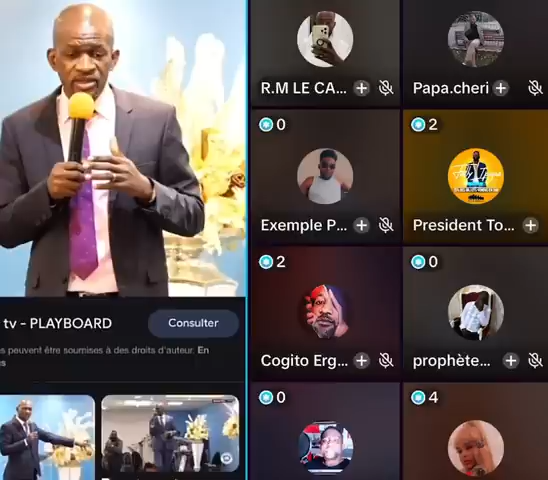 tv - PLAYBOARD
Consulter
s peuvent être soumises à des droits d'auteur. En
s
R.M LE CA...
Papa.cheri
0
2
Exemple P...
President To...
2
0
Cogito Erg...
prophète...
0
4